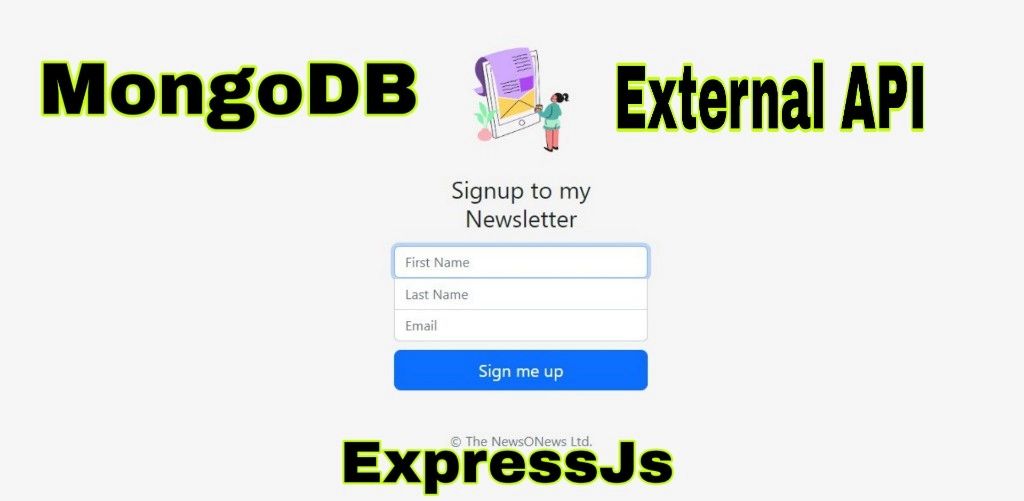 MongoDB
External API
Signup to my
Newsletter
First Name
Last Name
Email
Sign me up
© The NewsONews Ltd.
ExpressJs